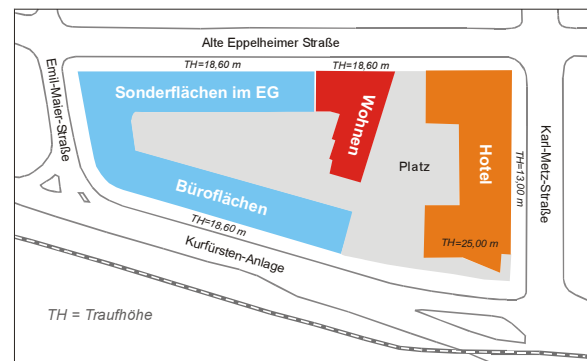 Alte Eppelheimer Straße
TH=18,60 m
TH=18,60 m
Emil-Maier-Straße
Sonderflächen im EG
Wohnen
Hotel
Karl-Metz-Straße
Platz
TH=13,00 m
Büroflächen
TH=18,60 m
TH=25,00 m
Kurfürsten-Anlage
TH = Traufhöhe